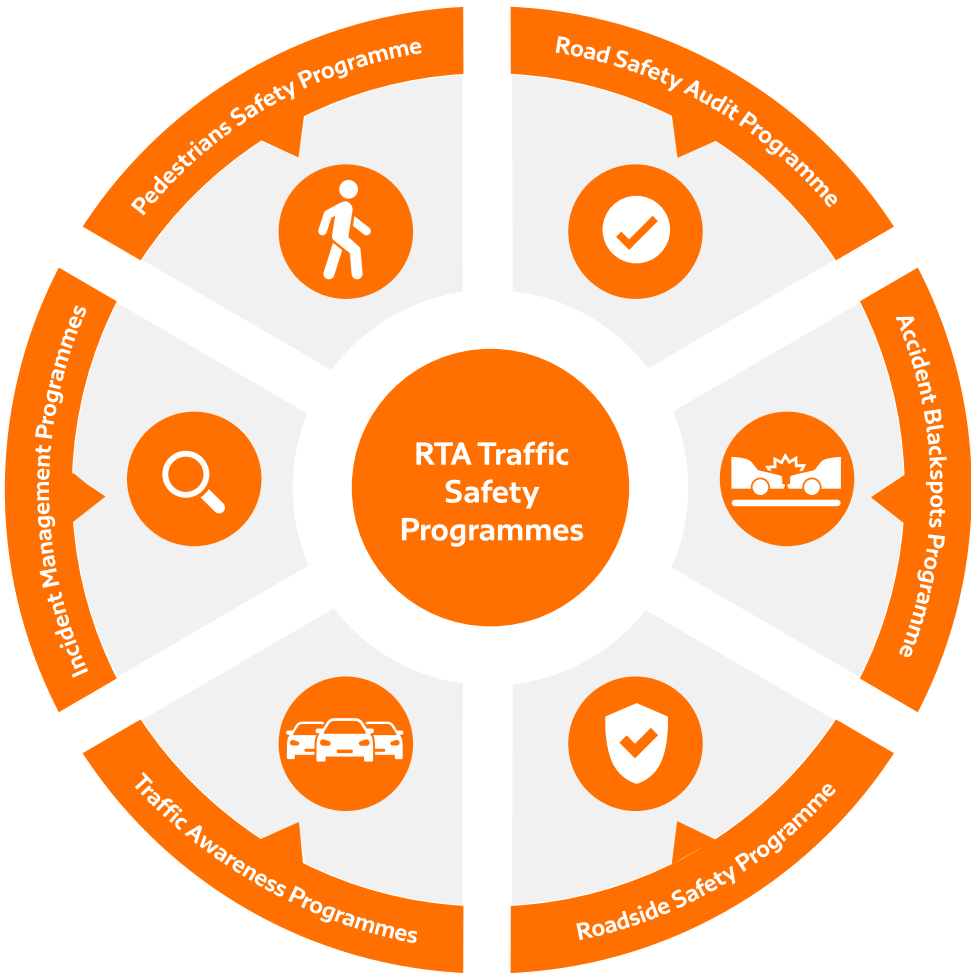 Pedestrians Safety Programme
Road Safety Audit Programme
Incident Management Programmes
RTA Traffic
Safety
Programmes
Accident Blackspots Programme
Traffic Awareness Programmes
Roadside Safety Programme